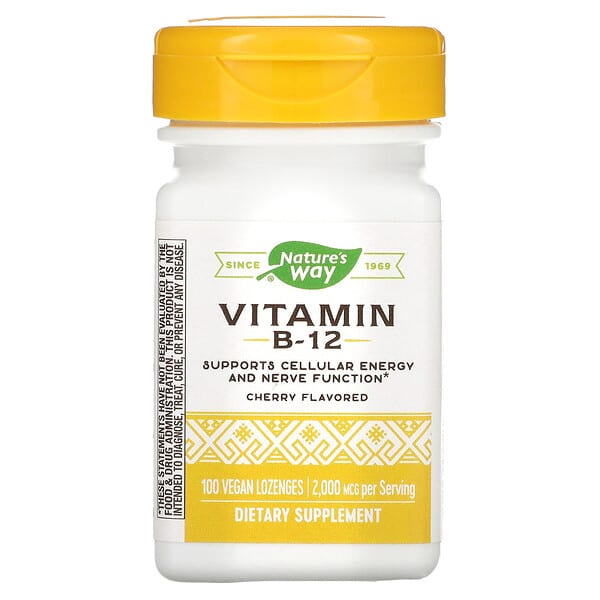 SINCE
Nature's
Way®
1969
VITAMIN
B-12
SUPPORTS CELLULAR ENERGY
AND NERVE FUNCTION*
CHERRY FLAVORED
100 VEGAN LOZENGES | 2,000 MCG per Serving
DIETARY SUPPLEMENT
*THESE STATEMENTS HAVE NOT BEEN EVALUATED BY THE
FOOD & DRUG ADMINISTRATION. THIS PRODUCT IS NOT
INTENDED TO DIAGNOSE, TREAT, CURE, OR PREVENT ANY DISEASE.